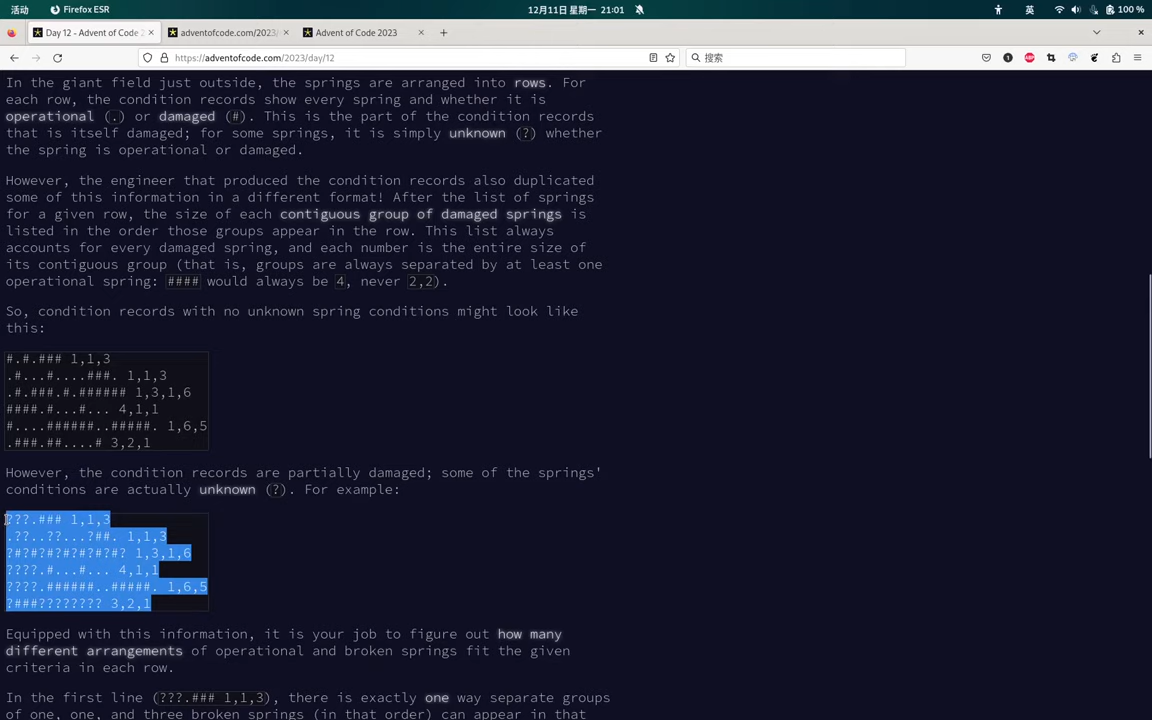 活动 Firefox ESR 12月11日 星期一 21:01 英 100 %
Day 12 - Advent of Code 2 adventofcode.com/2023/ Advent of Code 2023
https://adventofcode.com/2023/day/12 搜索
In the giant field just outside, the springs are arranged into rows. For
each row, the condition records show every spring and whether it is
operational (.) or damaged (#). This is the part of the condition records
that is itself damaged; for some springs, it is simply unknown (?) whether
the spring is operational or damaged.
However, the engineer that produced the condition records also duplicated
some of this information in a different format! After the list of springs
for a given row, the size of each contiguous group of damaged springs is
listed in the order those groups appear in the row. This list always
accounts for every damaged spring, and each number is the entire size of
its contiguous group (that is, groups are always separated by at least one
operational spring: #### would always be 4, never 2,2).
So, condition records with no unknown spring conditions might look like
this:
#.#.### 1,1,3
.#...#....###. 1,1,3
.#.###.#.###### 1,3,1,6
####.#...#... 4,1,1
#....######..#####. 1,6,5
.###.##....# 3,2,1
However, the condition records are partially damaged; some of the springs'
conditions are actually unknown (?). For example:
???.### 1,1,3
.??..??...?##. 1,1,3
?#?#?#?#?#?#?#? 1,3,1,6
????.#...#... 4,1,1
????.######..#####. 1,6,5
?###???????? 3,2,1
Equipped with this information, it is your job to figure out how many
different arrangements of operational and broken springs fit the given
criteria in each row.
In the first line (???.### 1,1,3), there is exactly one way separate groups
of one, one, and three broken springs (in that order) can appear in that